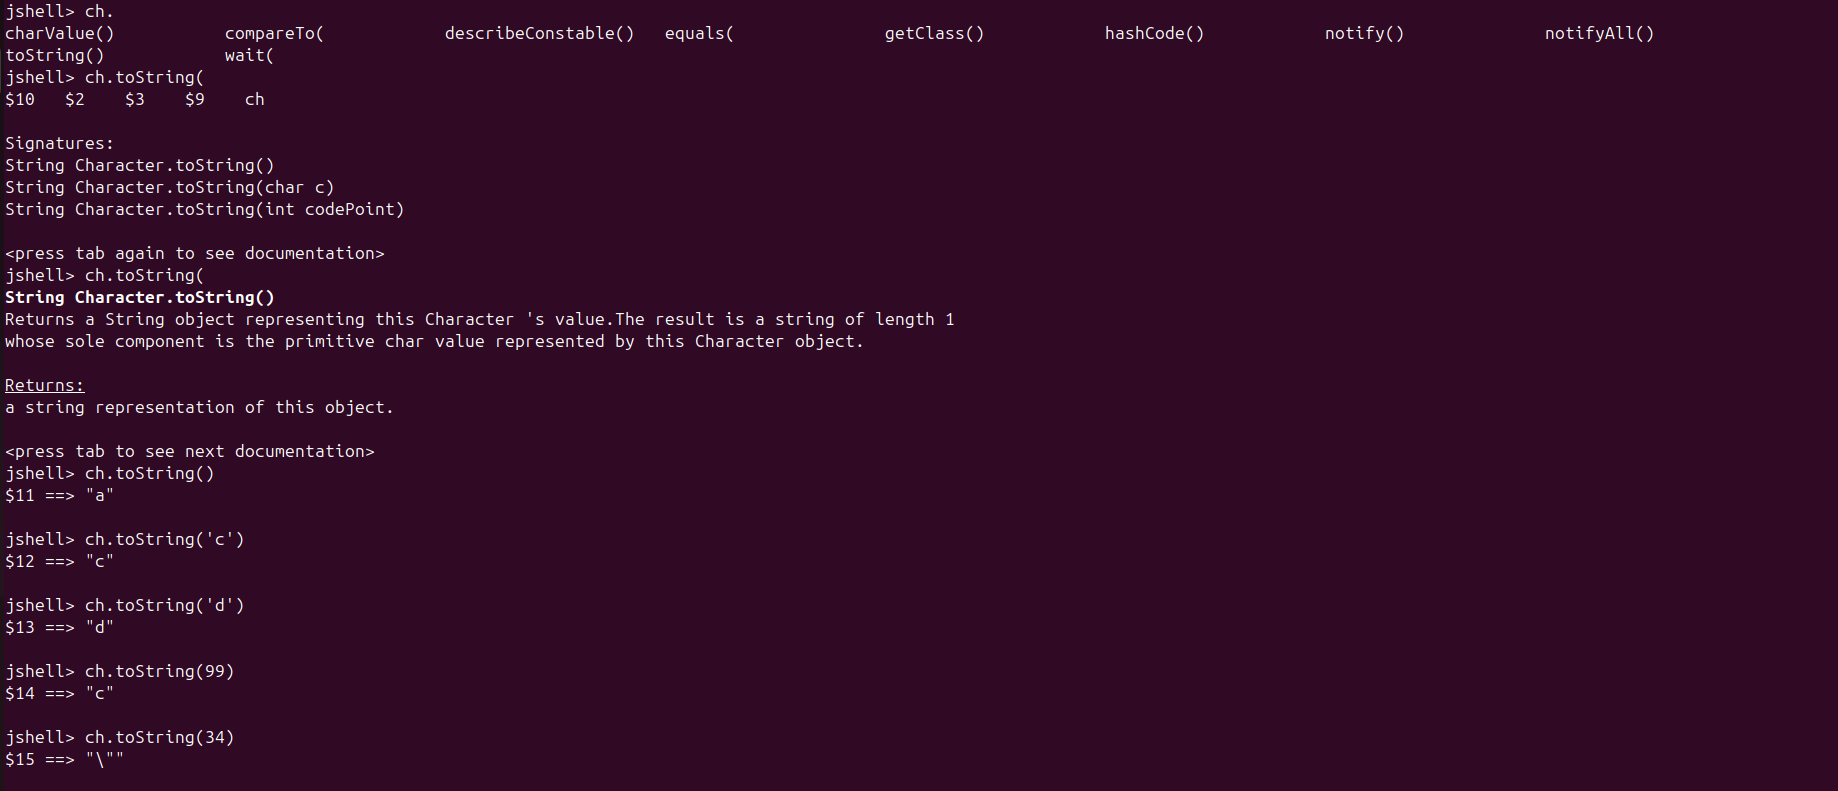 jshell> ch.
charValue()           compareTo(            describeConstable()   equals(               getClass()            hashCode()            notify()              notifyAll()
toString()            wait(
jshell> ch.toString(
$10   $2    $3    $9    ch

Signatures:
String Character.toString()
String Character.toString(char c)
String Character.toString(int codePoint)

<press tab again to see documentation>
jshell> ch.toString(
String Character.toString()
Returns a String object representing this Character 's value.The result is a string of length 1
whose sole component is the primitive char value represented by this Character object.

Returns:
a string representation of this object.

<press tab to see next documentation>
jshell> ch.toString()
$11 ==> "a"

jshell> ch.toString('c')
$12 ==> "c"

jshell> ch.toString('d')
$13 ==> "d"

jshell> ch.toString(99)
$14 ==> "c"

jshell> ch.toString(34)
$15 ==> "\""